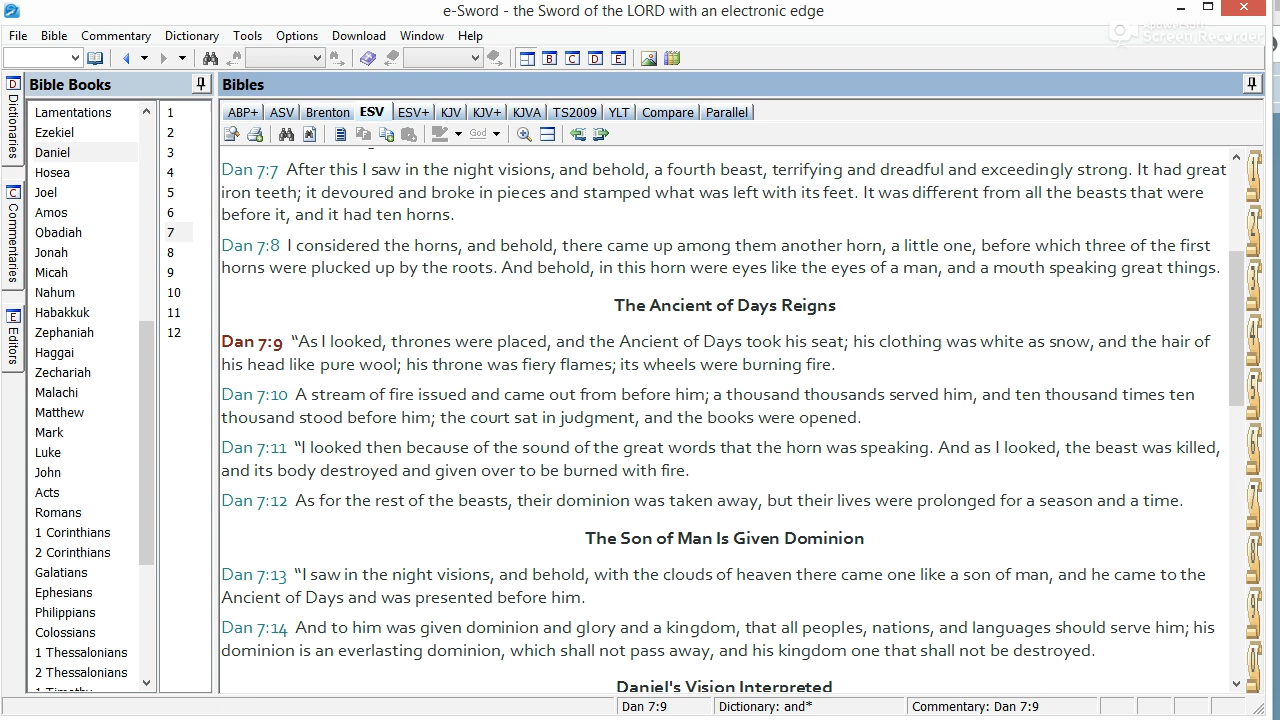 e-Sword - the Sword of the LORD with an electronic edge
File Bible Commentary Dictionary Tools Options Download Window Help
Screen Recorder
B C D E
Bible Books
Bibles
D Dictionaries
C Commentaries
E Editors
Lamentations
Ezekiel
Daniel
Hosea
Joel
Amos
Obadiah
Jonah
Micah
Nahum
Habakkuk
Zephaniah
Haggai
Zechariah
Malachi
Matthew
Mark
Luke
John
Acts
Romans
1 Corinthians
2 Corinthians
Galatians
Ephesians
Philippians
Colossians
1 Thessalonians
2 Thessalonians
1 Timothy
1
2
3
4
5
6
7
8
9
10
11
12
ABP+ ASV Brenton ESV ESV+ KJV KJV+ KJVA TS2009 YLT Compare Parallel
God
Dan 7:7 After this I saw in the night visions, and behold, a fourth beast, terrifying and dreadful and exceedingly strong. It had great
iron teeth; it devoured and broke in pieces and stamped what was left with its feet. It was different from all the beasts that were
before it, and it had ten horns.
Dan 7:8 I considered the horns, and behold, there came up among them another horn, a little one, before which three of the first
horns were plucked up by the roots. And behold, in this horn were eyes like the eyes of a man, and a mouth speaking great things.
The Ancient of Days Reigns
Dan 7:9 “As I looked, thrones were placed, and the Ancient of Days took his seat; his clothing was white as snow, and the hair of
his head like pure wool; his throne was fiery flames; its wheels were burning fire.
Dan 7:10 A stream of fire issued and came out from before him; a thousand thousands served him, and ten thousand times ten
thousand stood before him; the court sat in judgment, and the books were opened.
Dan 7:11 “I looked then because of the sound of the great words that the horn was speaking. And as I looked, the beast was killed,
and its body destroyed and given over to be burned with fire.
Dan 7:12 As for the rest of the beasts, their dominion was taken away, but their lives were prolonged for a season and a time.
The Son of Man Is Given Dominion
Dan 7:13 “I saw in the night visions, and behold, with the clouds of heaven there came one like a son of man, and he came to the
Ancient of Days and was presented before him.
Dan 7:14 And to him was given dominion and glory and a kingdom, that all peoples, nations, and languages should serve him; his
dominion is an everlasting dominion, which shall not pass away, and his kingdom one that shall not be destroyed.
Daniel's Vision Interpreted
1
2
3
4
5
6
7
8
9
0
Dan 7:9 Dictionary: and* Commentary: Dan 7:9